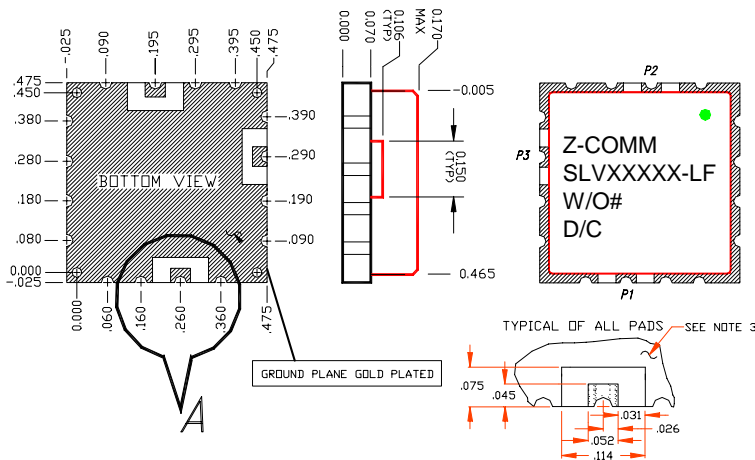 -.025
.090
.195
.295
.395
.450
.475
.475
.450
.380
.280
.180
.080
0.000
-.025
.390
.290
.190
.090
BOTTOM VIEW
0.000
.060
.160
.260
.360
.475
A
GROUND PLANE GOLD PLATED
0.000
0.070
0.106
(TYP)
0.170
MAX
-0.005
0.150
(TYP)
0.465
P2
P3
Z-COMM
SLVXXXXX-LF
W/O#
D/C
P1
TYPICAL OF ALL PADS
SEE NOTE 3
.075
.045
.031
.026
.052
.114